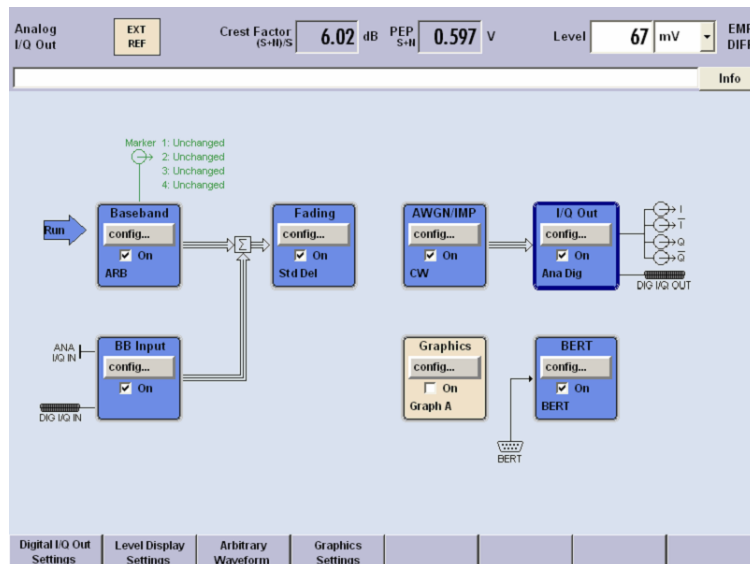 Analog
I/Q Out
EXT
REF
Crest Factor
(S+N)/S
6.02 dB
PEP
S+N
0.597 V
Level
67 mV
EMF
DIFF
Info
Marker 1: Unchanged
2: Unchanged
3: Unchanged
4: Unchanged
Run
Baseband
config...
On
ARB
Σ
Fading
config...
On
Std Del
AWGN/IMP
config...
On
CW
I/Q Out
config...
On
Ana Dig
I
I
Q
Q
DIG I/Q OUT
ANA
I/Q IN
DIG I/Q IN
BB Input
config...
On
Graphics
config...
On
Graph A
BERT
config...
On
BERT
BERT
Digital I/Q Out
Settings
Level Display
Settings
Arbitrary
Waveform
Graphics
Settings